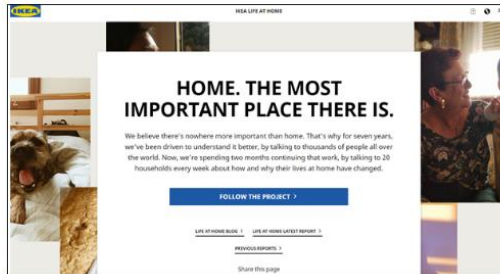 IKEA
IKEA LIFE AT HOME
HOME. THE MOST
IMPORTANT PLACE THERE IS.
We believe there's nowhere more important than home. That's why for seven years,
we've been driven to understand it better, by talking to thousands of people all over
the world. Now, we're spending two months continuing that work, by talking to 20
households every week about how and why their lives at home have changed.
FOLLOW THE PROJECT >
LIFE AT HOME BLOG > LIFE AT HOME LATEST REPORT >
PREVIOUS REPORTS >
Share this page